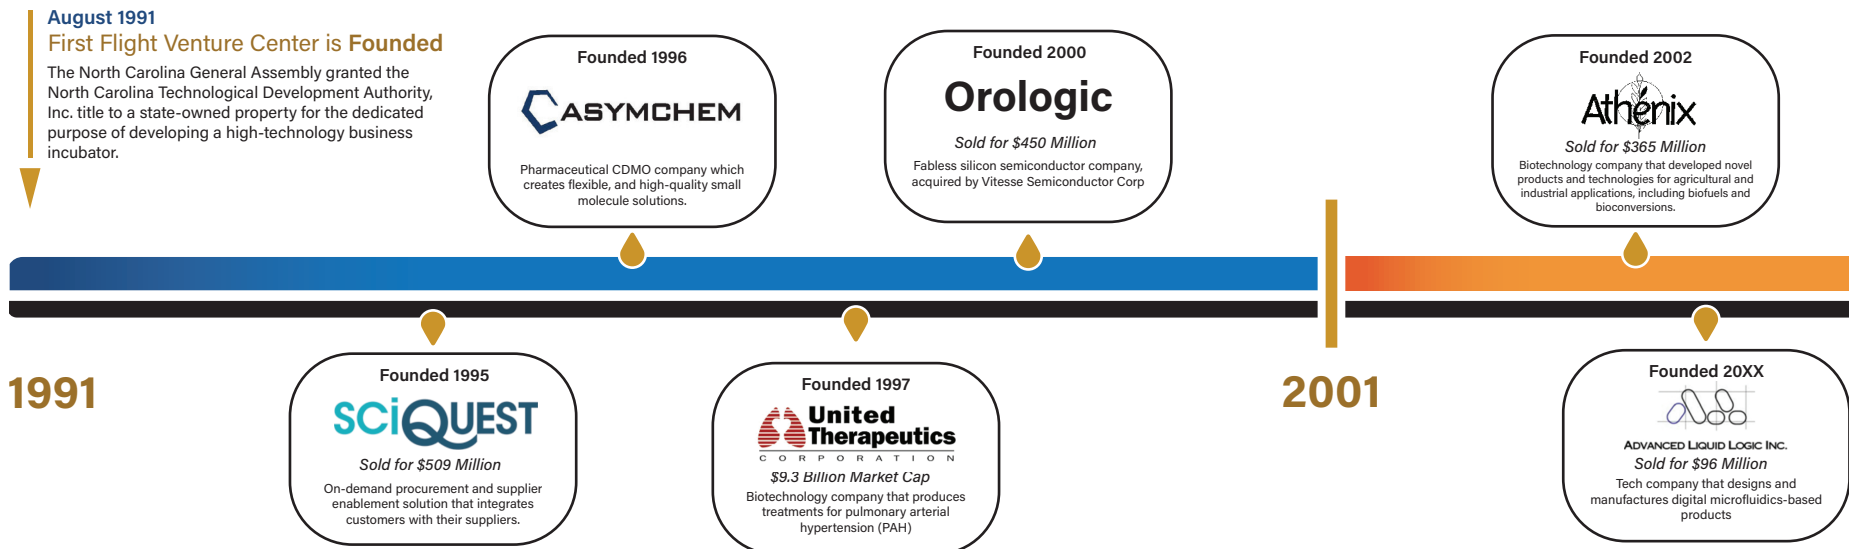 August 1991
First Flight Venture Center is Founded
The North Carolina General Assembly granted the
North Carolina Technological Development Authority,
Inc. title to a state-owned property for the dedicated
purpose of developing a high-technology business
incubator.
Founded 1996
ASYMCHEM
Pharmaceutical CDMO company which
creates flexible, and high-quality small
molecule solutions.
Founded 2000
Orologic
Sold for $450 Million
Fabless silicon semiconductor company,
acquired by Vitesse Semiconductor Corp
Founded 2002
Athenix
Sold for $365 Million
Biotechnology company that developed novel
products and technologies for agricultural and
industrial applications, including biofuels and
bioconversions.
1991
Founded 1995
SCiQUEST
Sold for $509 Million
On-demand procurement and supplier
enablement solution that integrates
customers with their suppliers.
Founded 1997
United
Therapeutics
CORPORATION
$9.3 Billion Market Cap
Biotechnology company that produces
treatments for pulmonary arterial
hypertension (PAH)
2001
Founded 20XX
ADVANCED LIQUID LOGIC INC.
Sold for $96 Million
Tech company that designs and
manufactures digital microfluidics-based
products